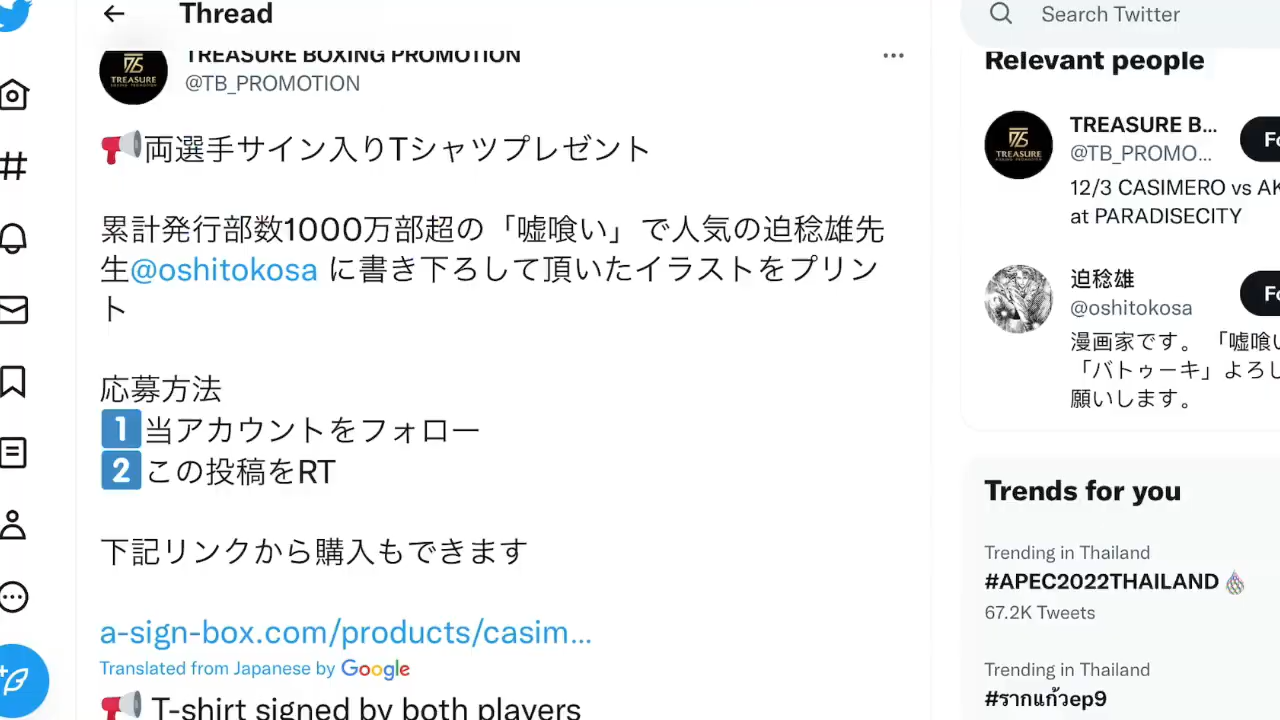 Thread
TREASURE BOXING PROMOTION
@TB_PROMOTION
📢両選手サイン入りTシャツプレゼント
累計発行部数1000万部超の「嘘喰い」で人気の迫稔雄先
生@oshitokosa に書き下ろして頂いたイラストをプリン
ト
応募方法
1️⃣当アカウントをフォロー
2️⃣この投稿をRT
下記リンクから購入もできます
a-sign-box.com/products/casim...
Translated from Japanese by Google
📢 T-shirt signed by both players
Search Twitter
Relevant people
TREASURE B...
@TB_PROMO...
Fo
12/3 CASIMERO vs AK
at PARADISECITY
迫稔雄
@oshitokosa
Fo
漫画家です。「嘘喰い
「バトゥーキ」よろし
願いします。
Trends for you
Trending in Thailand
#APEC2022THAILAND
67.2K Tweets
Trending in Thailand
#รากแก้วep9